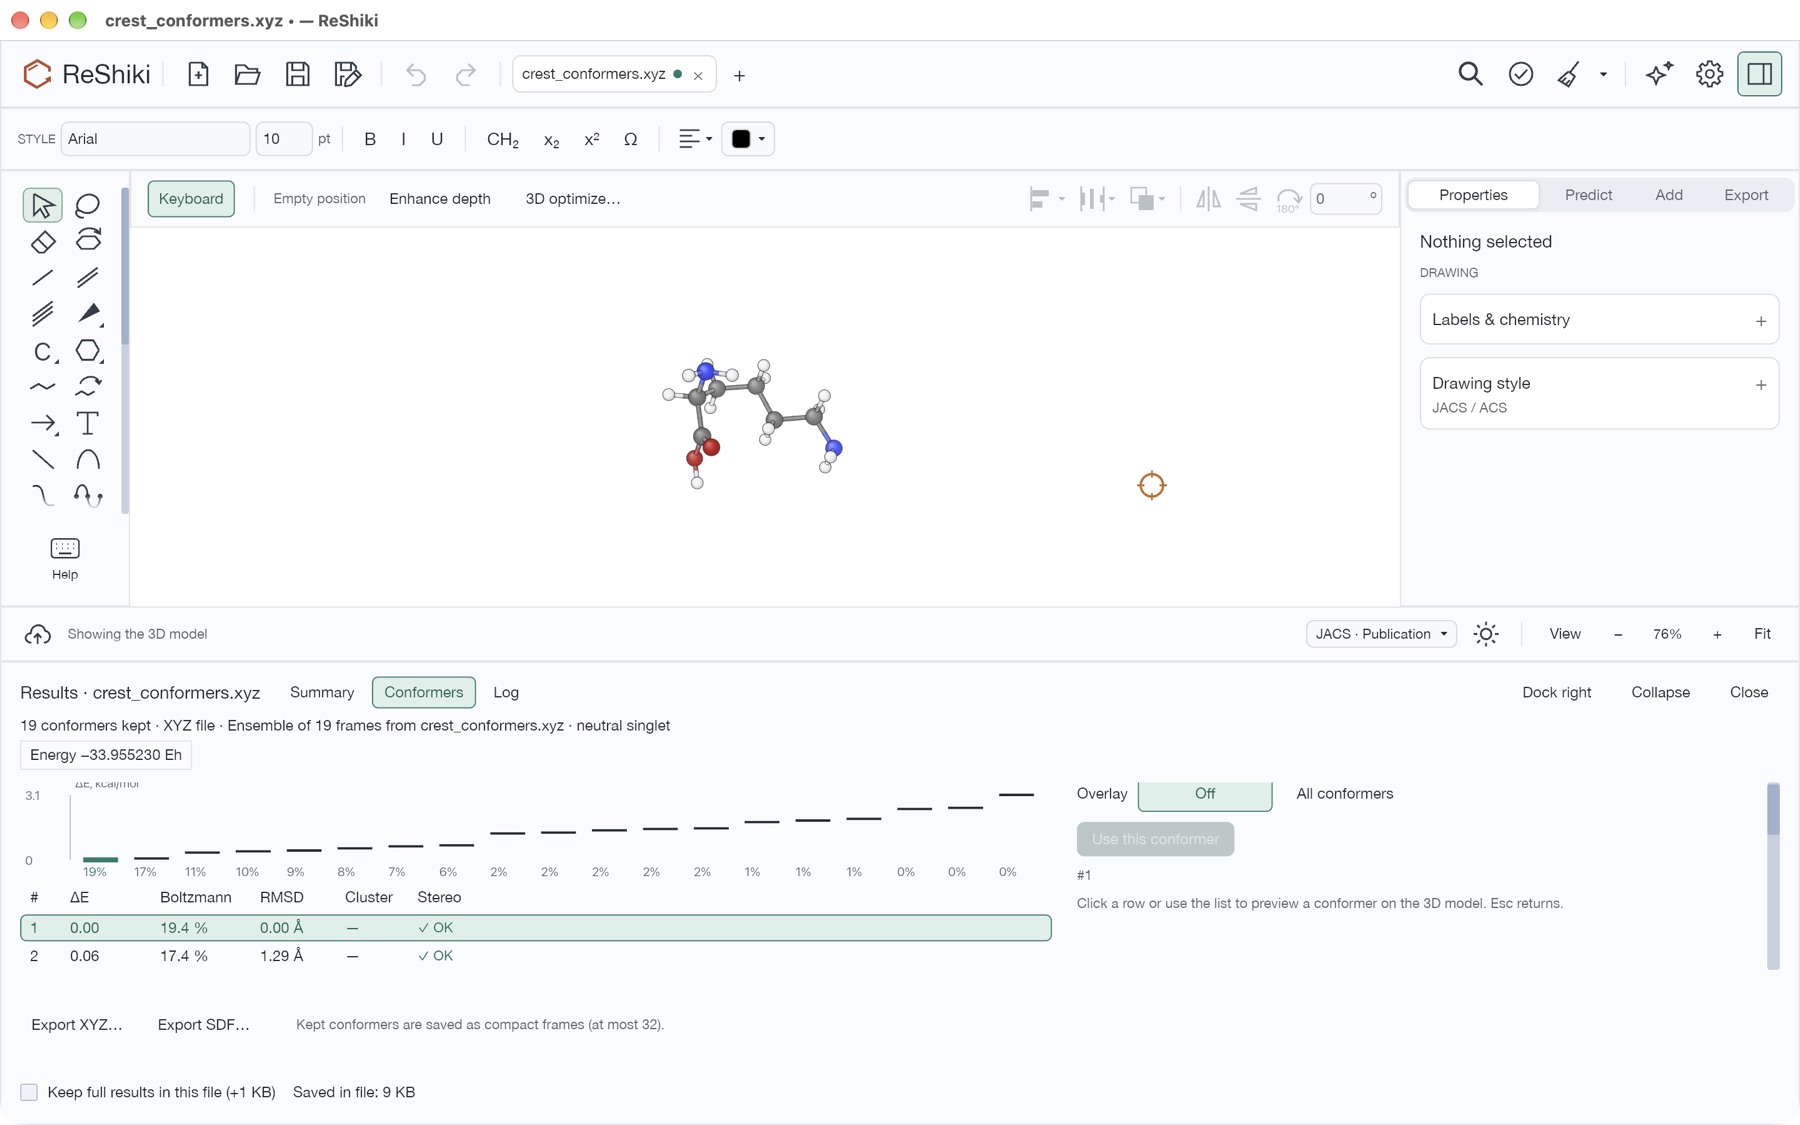 crest_conformers.xyz • — ReShiki
ReShiki
crest_conformers.xyz
STYLE Arial 10 pt B I U CH₂ x₂ x² Ω
Keyboard Empty position Enhance depth 3D optimize… 180° 0 °
C
T
Help
Properties Predict Add Export
Nothing selected
DRAWING
Labels & chemistry +
Drawing style +
JACS / ACS
Showing the 3D model JACS · Publication View − 76% + Fit
Results · crest_conformers.xyz Summary Conformers Log Dock right Collapse Close
19 conformers kept · XYZ file · Ensemble of 19 frames from crest_conformers.xyz · neutral singlet
Energy −33.955230 Eh
ΔE, kcal/mol
3.1
0
19% 17% 11% 10% 9% 8% 7% 6% 2% 2% 2% 2% 2% 1% 1% 1% 0% 0% 0%
# ΔE Boltzmann RMSD Cluster Stereo
1 0.00 19.4 % 0.00 Å — ✓ OK
2 0.06 17.4 % 1.29 Å — ✓ OK
Overlay Off All conformers
Use this conformer
#1
Click a row or use the list to preview a conformer on the 3D model. Esc returns.
Export XYZ… Export SDF… Kept conformers are saved as compact frames (at most 32).
Keep full results in this file (+1 KB) Saved in file: 9 KB